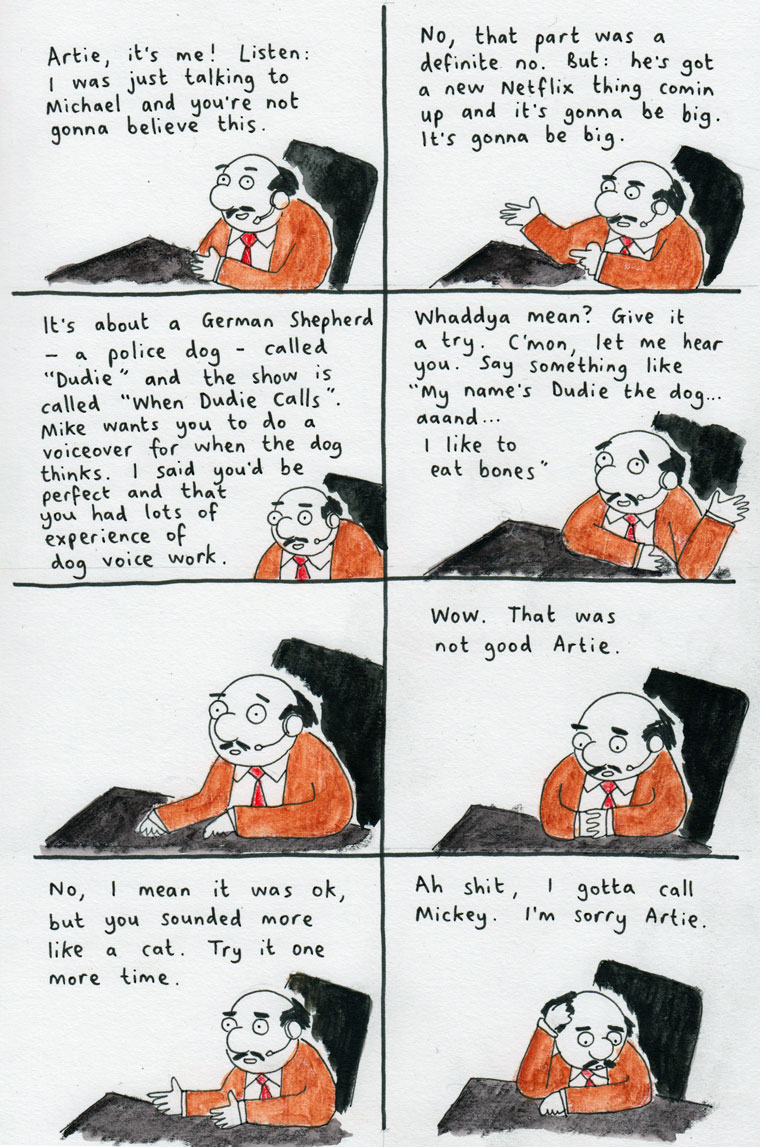 Artie, it's me! Listen:
I was just talking to
Michael and you're not
gonna believe this.
No, that part was a
definite no. But: he's got
a new Netflix thing comin
up and it's gonna be big.
It's gonna be big.
It's about a German Shepherd
– a police dog – called
"Dudie" and the show is
called "When Dudie Calls".
Mike wants you to do a
voiceover for when the dog
thinks. I said you'd be
perfect and that
you had lots of
experience of
dog voice work.
Whaddya mean? Give it
a try. C'mon, let me hear
you. Say something like
"My name's Dudie the dog...
aaand...
I like to
eat bones"
Wow. That was
not good Artie.
No, I mean it was ok,
but you sounded more
like a cat. Try it one
more time.
Ah shit, I gotta call
Mickey. I'm sorry Artie.